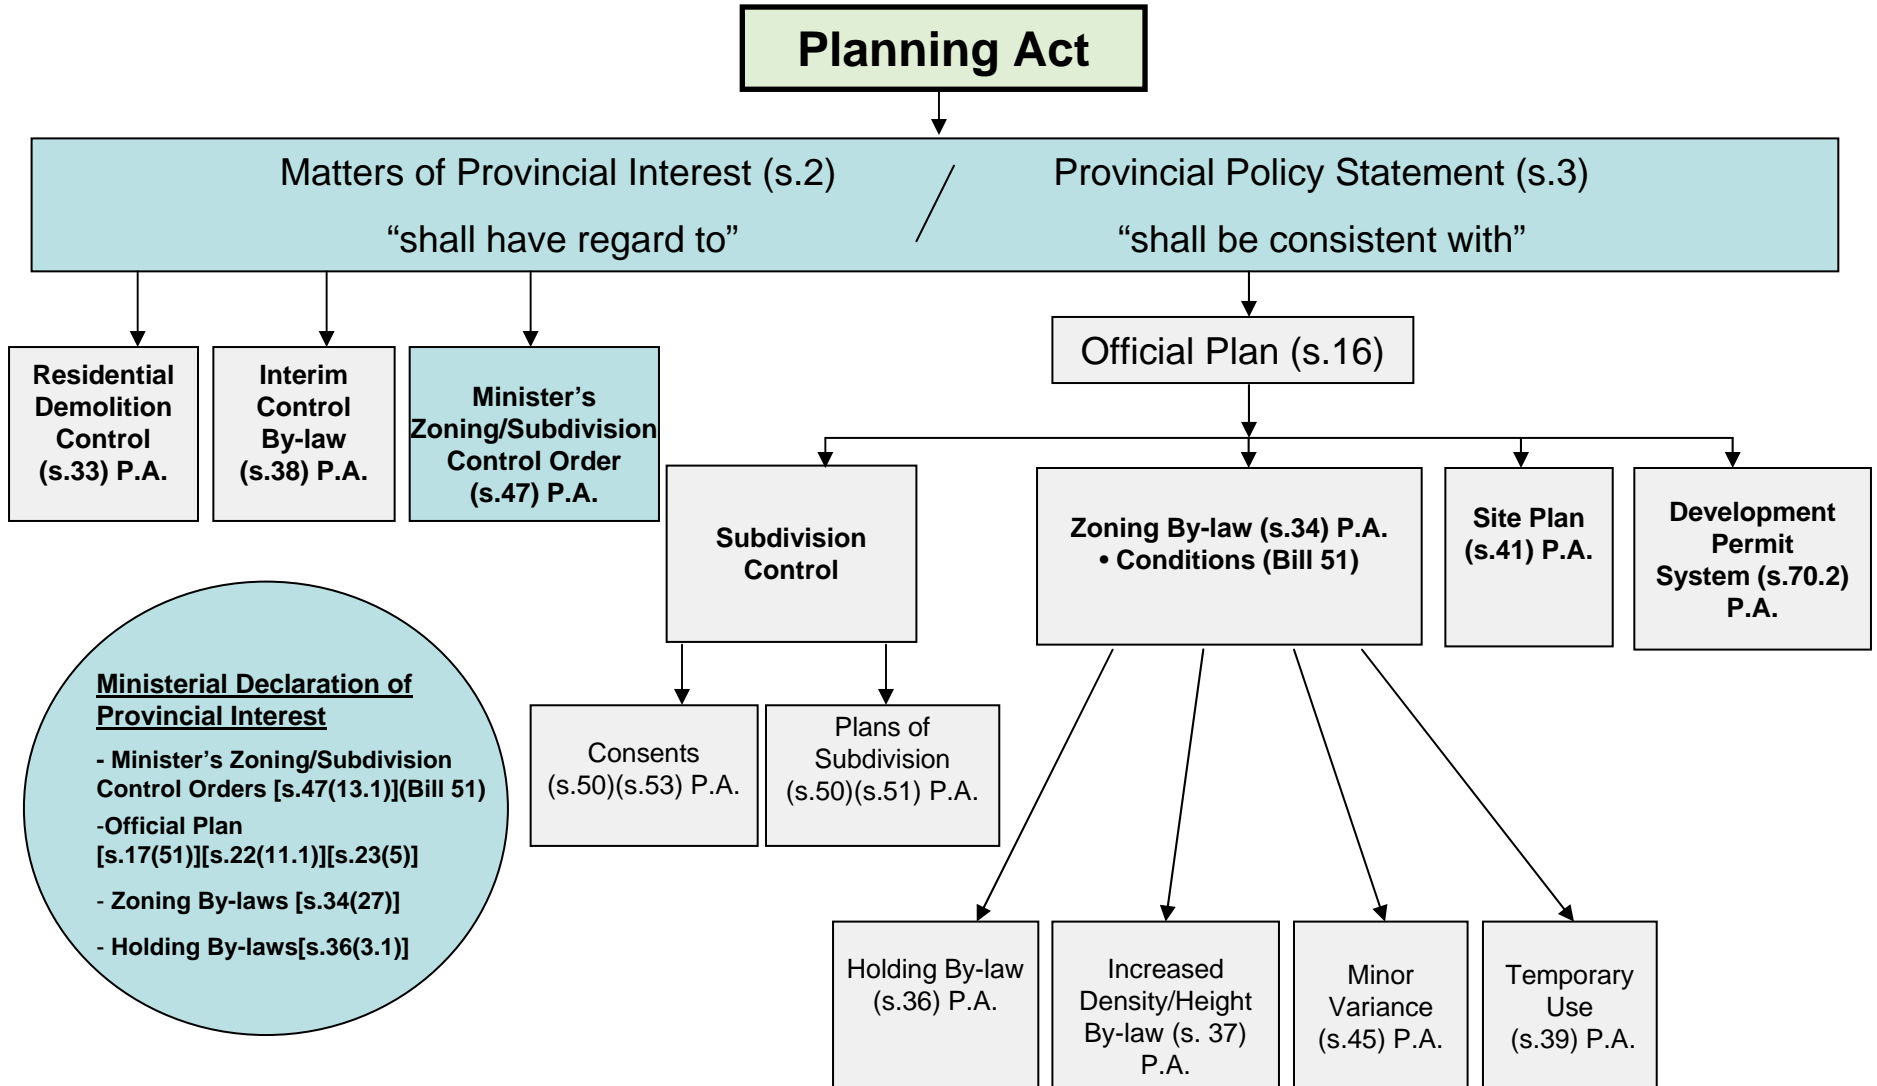 Planning Act
Matters of Provincial Interest (s.2)
/
Provincial Policy Statement (s.3)
“shall have regard to”
“shall be consistent with”
Residential
Demolition
Control
(s.33) P.A.
Interim
Control
By-law
(s.38) P.A.
Minister’s
Zoning/Subdivision
Control Order
(s.47) P.A.
Official Plan (s.16)
Subdivision
Control
Zoning By-law (s.34) P.A.
• Conditions (Bill 51)
Site Plan
(s.41) P.A.
Development
Permit
System (s.70.2)
P.A.
Ministerial Declaration of
Provincial Interest
- Minister’s Zoning/Subdivision
Control Orders [s.47(13.1)](Bill 51)
-Official Plan
[s.17(51)][s.22(11.1)][s.23(5)]
- Zoning By-laws [s.34(27)]
- Holding By-laws[s.36(3.1)]
Consents
(s.50)(s.53) P.A.
Plans of
Subdivision
(s.50)(s.51) P.A.
Holding By-law
(s.36) P.A.
Increased
Density/Height
By-law (s. 37)
P.A.
Minor
Variance
(s.45) P.A.
Temporary
Use
(s.39) P.A.